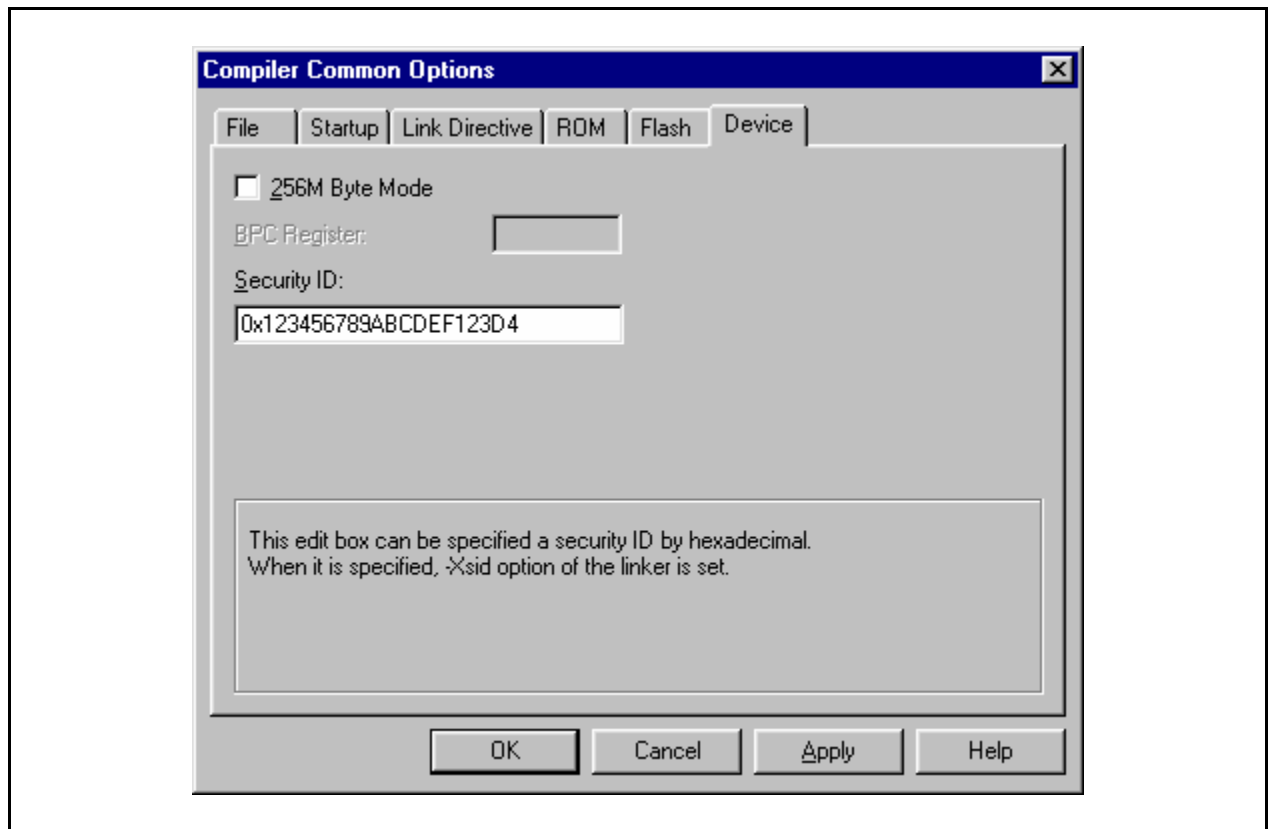 Compiler Common Options
File Startup Link Directive ROM Flash Device
256M Byte Mode
BPC Register:
Security ID:
0x123456789ABCDEF123D4
This edit box can be specified a security ID by hexadecimal.
When it is specified, -Xsid option of the linker is set.
OK Cancel Apply Help